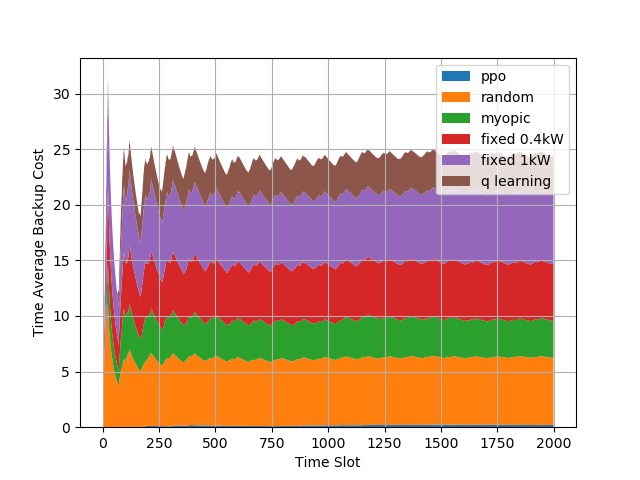 ppo
random
myopic
fixed 0.4kW
fixed 1kW
q learning
30
25
20
15
10
5
0
Time Average Backup Cost
0 250 500 750 1000 1250 1500 1750 2000
Time Slot